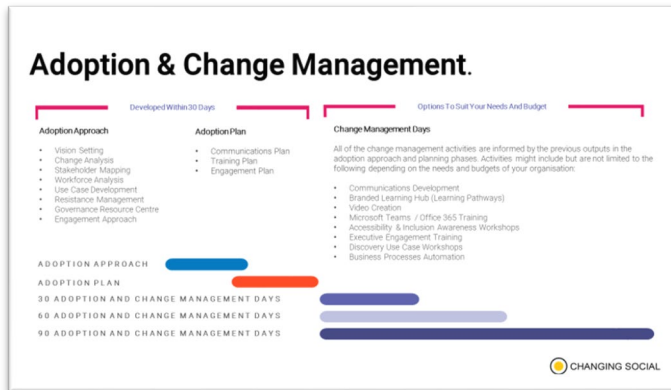 Adoption & Change Management.
Developed Within 30 Days
Options To Suit Your Needs And Budget
Adoption Approach
• Vision Setting
• Change Analysis
• Stakeholder Mapping
• Workforce Analysis
• Use Case Development
• Resistance Management
• Governance Resource Centre
• Engagement Approach
Adoption Plan
• Communications Plan
• Training Plan
• Engagement Plan
Change Management Days
All of the change management activities are informed by the previous outputs in the
adoption approach and planning phases. Activities might include but are not limited to the
following depending on the needs and budgets of your organisation:
• Communications Development
• Branded Learning Hub (Learning Pathways)
• Video Creation
• Microsoft Teams / Office 365 Training
• Accessibility & Inclusion Awareness Workshops
• Executive Engagement Training
• Discovery Use Case Workshops
• Business Processes Automation
ADOPTION APPROACH
ADOPTION PLAN
30 ADOPTION AND CHANGE MANAGEMENT DAYS
60 ADOPTION AND CHANGE MANAGEMENT DAYS
90 ADOPTION AND CHANGE MANAGEMENT DAYS
CHANGING SOCIAL